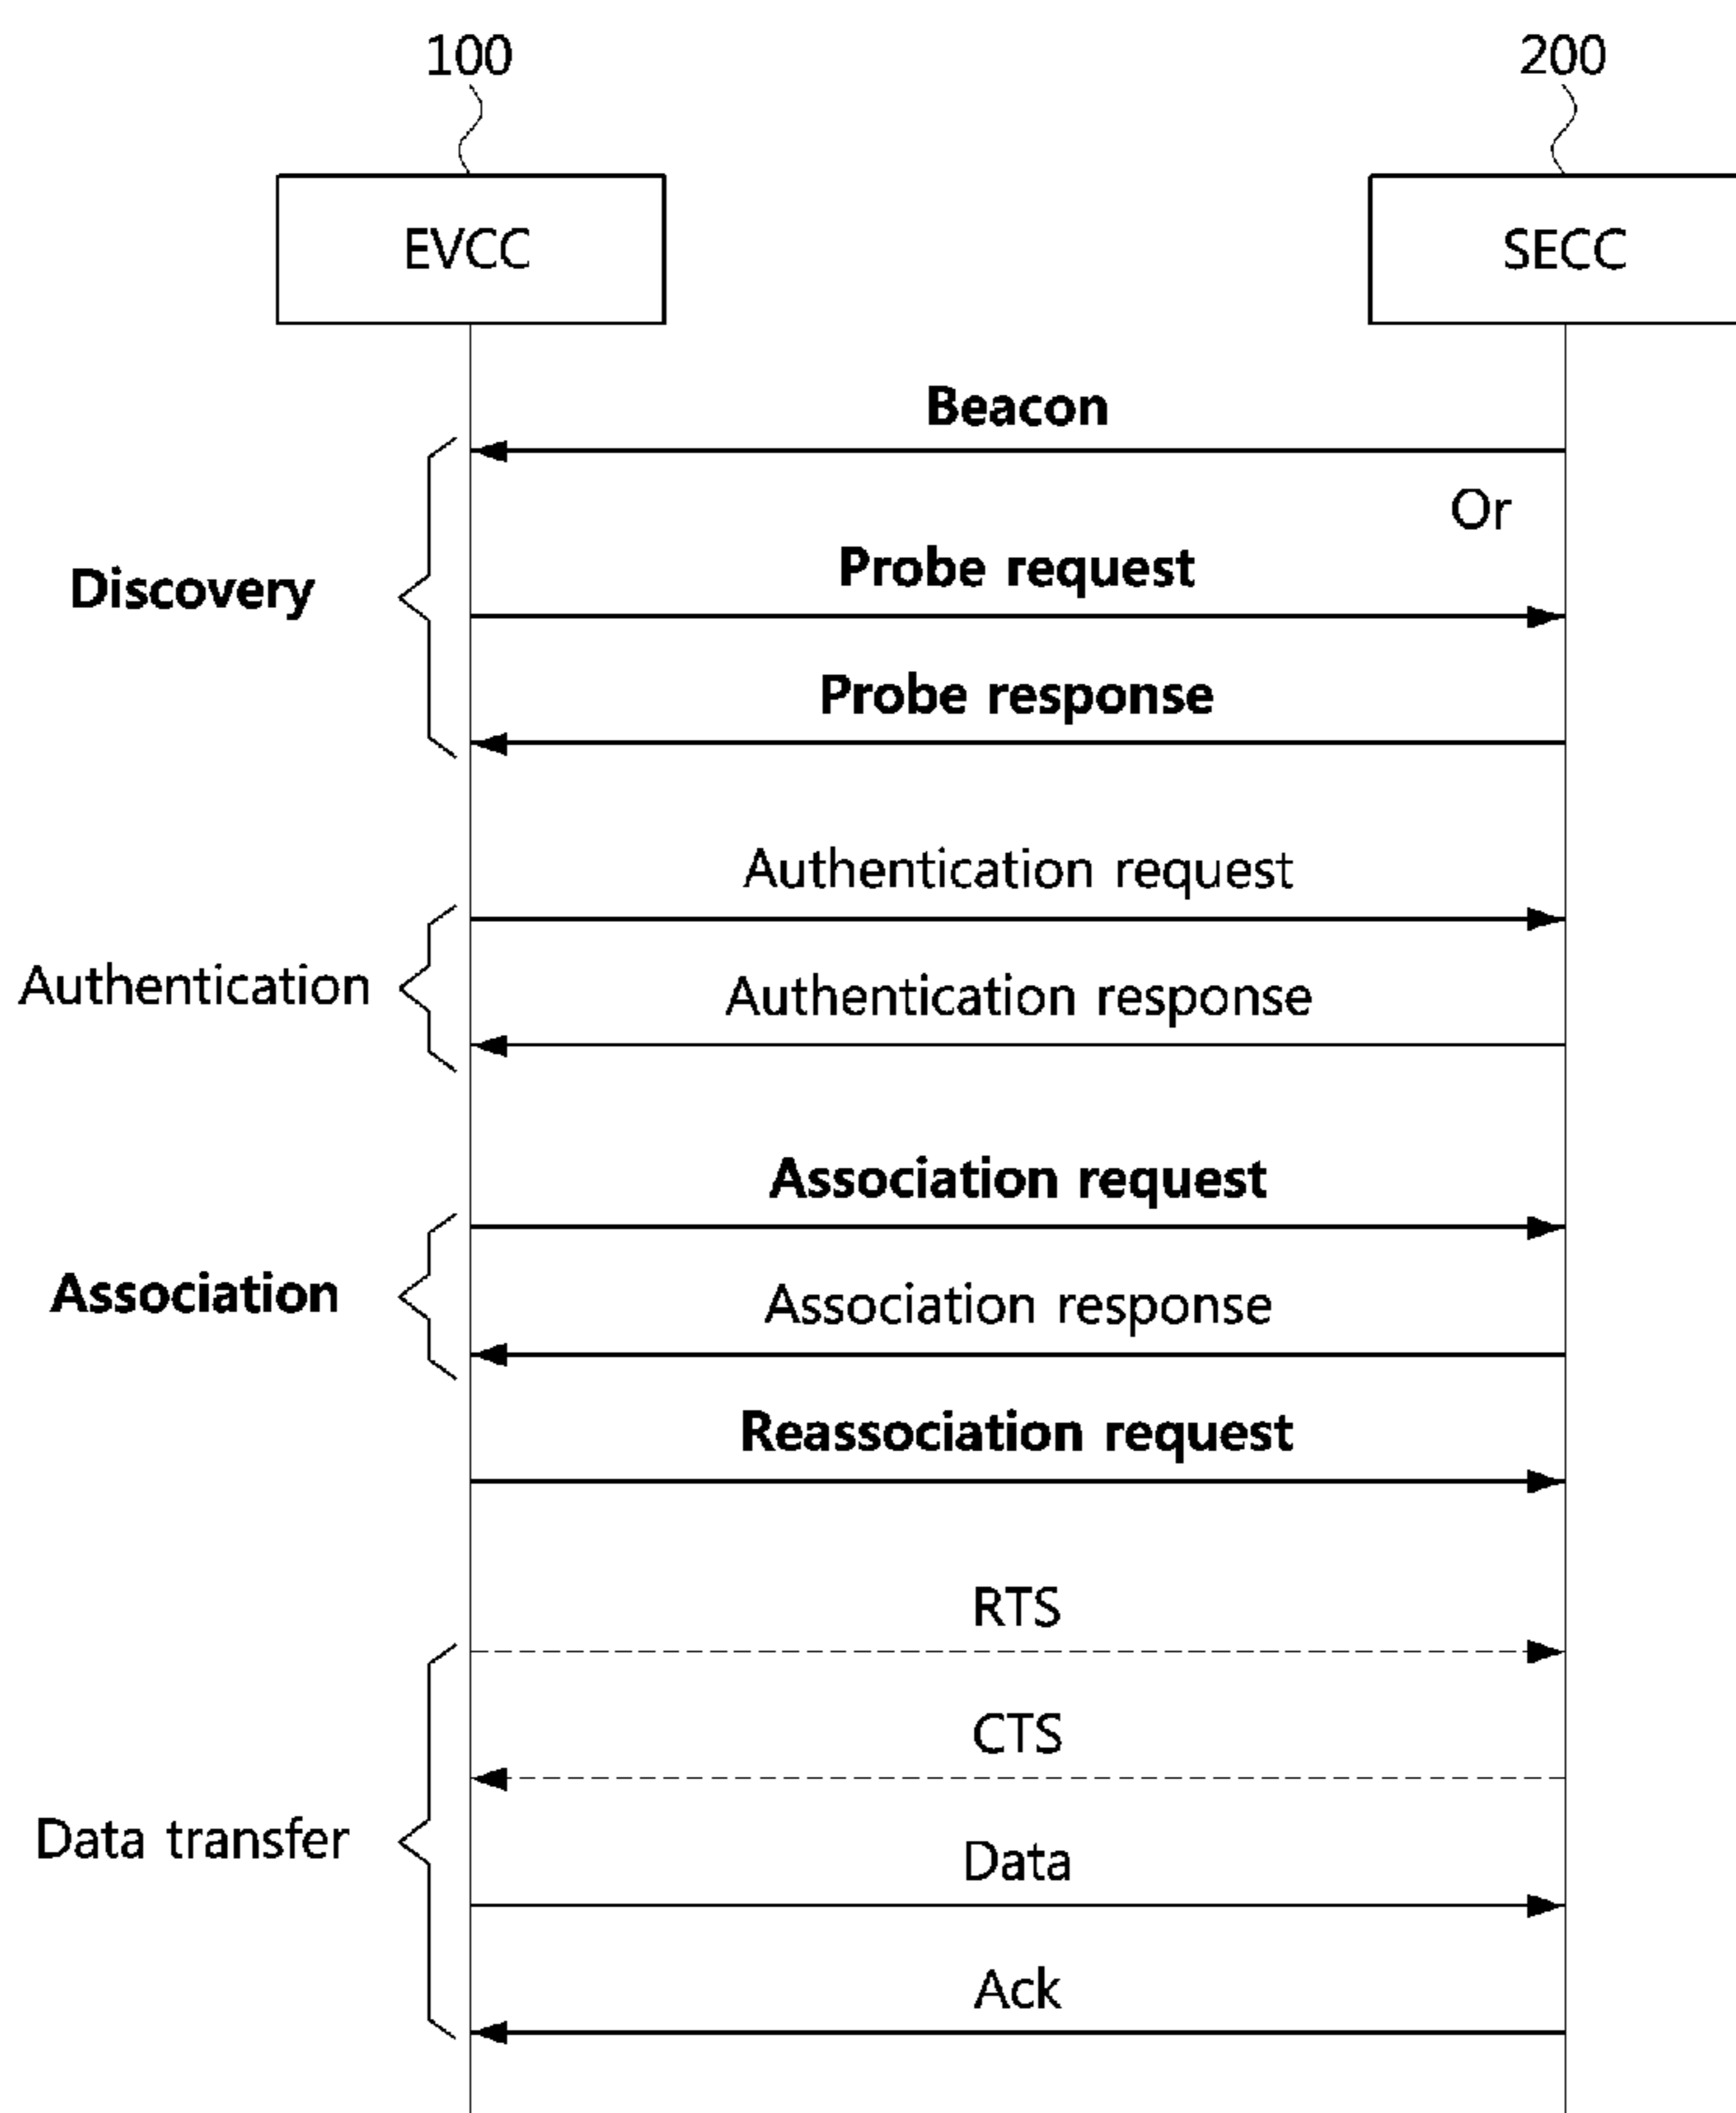 100
200
EVCC
SECC
Beacon
Or
Probe request
Discovery
Probe response
Authentication request
Authentication
Authentication response
Association request
Association
Association response
Reassociation request
RTS
CTS
Data transfer
Data
Ack